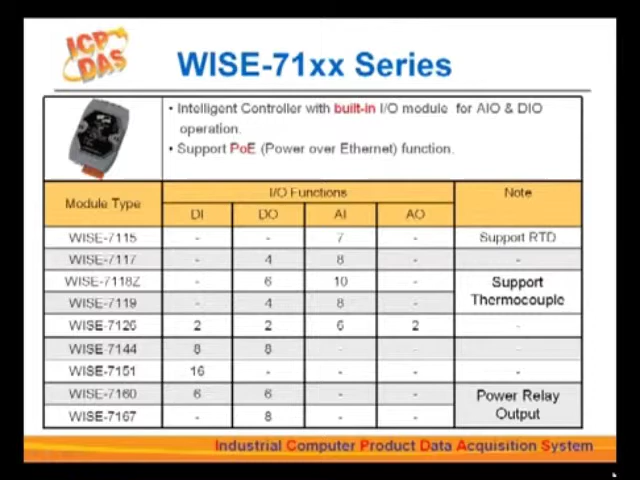 ICP
DAS
WISE-71xx Series
• Intelligent Controller with built-in I/O module for AIO & DIO
operation.
• Support PoE (Power over Ethernet) function.
Module Type I/O Functions Note
DI DO AI AO
WISE-7115 - - 7 - Support RTD
WISE-7117 - 4 8 - -
WISE-7118Z - 6 10 - Support
Thermocouple
WISE-7119 - 4 8 -
WISE-7126 2 2 6 2 -
WISE-7144 8 8 - - -
WISE-7151 16 - - - -
WISE-7160 6 6 - - Power Relay
Output
WISE-7167 - 8 - -
Industrial Computer Product Data Acquisition System